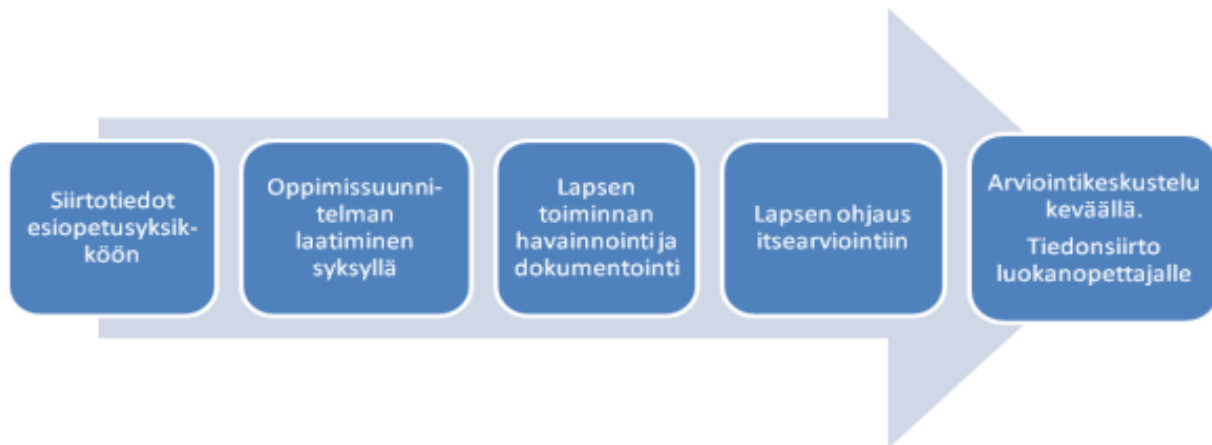 Siirtotiedot
esiopetusyksik-
köön
Oppimissuunni-
telman
laatiminen
syksyllä
Lapsen
toiminnan
havainnointi ja
dokumentointi
Lapsen ohjaus
itsearviointiin
Arviointikeskustelu
keväällä.
Tiedonsiirto
luokanopettajalle